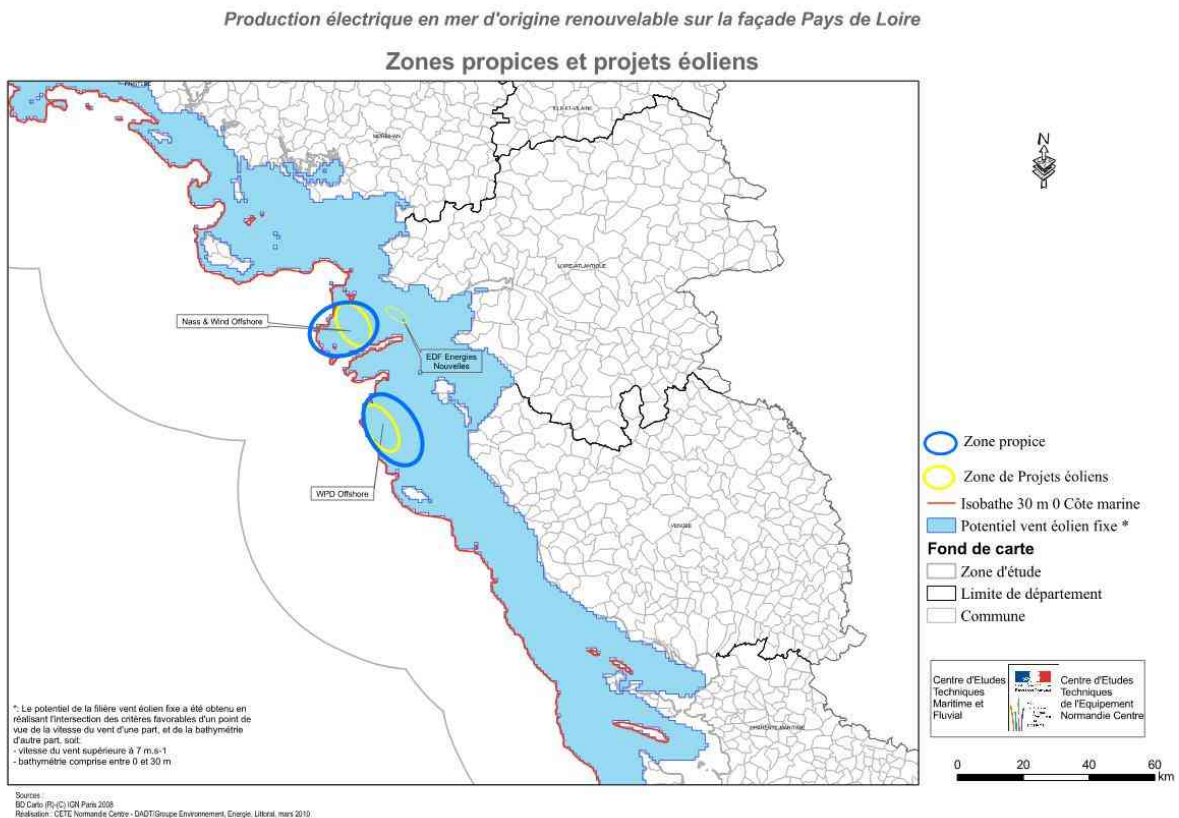 Production électrique en mer d'origine renouvelable sur la façade Pays de Loire
Zones propices et projets éoliens
MORBIHAN
ILLE-ET-VILAINE
LOIRE-ATLANTIQUE
Nass & Wind Offshore
EDF Energies
Nouvelles
WPD Offshore
VENDEE
CHARENTE-MARITIME
N
Zone propice
Zone de Projets éoliens
Isobathe 30 m 0 Côte marine
Potentiel vent éolien fixe *
Fond de carte
Zone d'étude
Limite de département
Commune
Centre d'Etudes
Techniques
Maritime et
Fluvial
Centre d'Etudes
Techniques
de l'Equipement
Normandie Centre
0 20 40 60
km
*: Le potentiel de la filière vent éolien fixe a été obtenu en
réalisant l'intersection des critères favorables d'un point de
vue de la vitesse du vent d'une part, et de la bathymétrie
d'autre part, soit:
- vitesse du vent supérieure à 7 m.s-1
- bathymétrie comprise entre 0 et 30 m
Sources :
BD Carto (R)-(C) IGN Paris 2008
Réalisation : CETE Normandie Centre - DADT/Groupe Environnement, Energie, Littoral, mars 2010